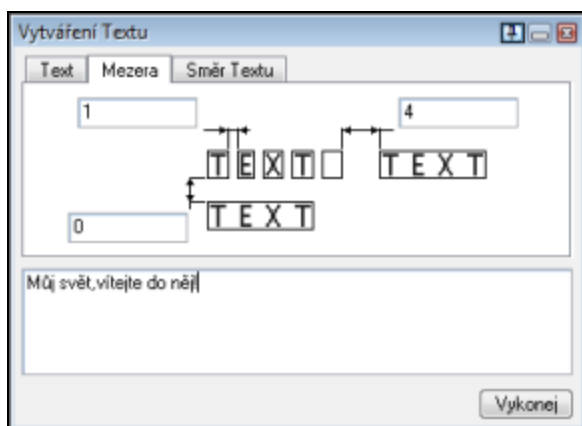 Vytváření Textu
Text Mezera Směr Textu
1 4
TEXT TEXT
TEXT
0
Můj svět,vítejte do něj
Vykonej